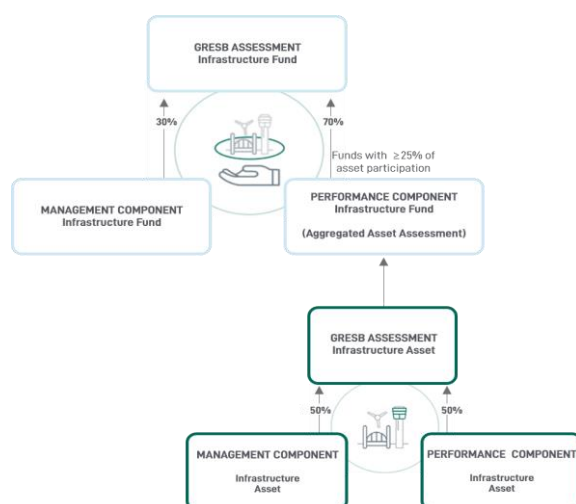 GRESB ASSESSMENT
Infrastructure Fund
30%
70%
Funds with ≥25% of
asset participation
MANAGEMENT COMPONENT
Infrastructure Fund
PERFORMANCE COMPONENT
Infrastructure Fund
(Aggregated Asset Assessment)
GRESB ASSESSMENT
Infrastructure Asset
50%
50%
MANAGEMENT COMPONENT
Infrastructure
Asset
PERFORMANCE COMPONENT
Infrastructure
Asset